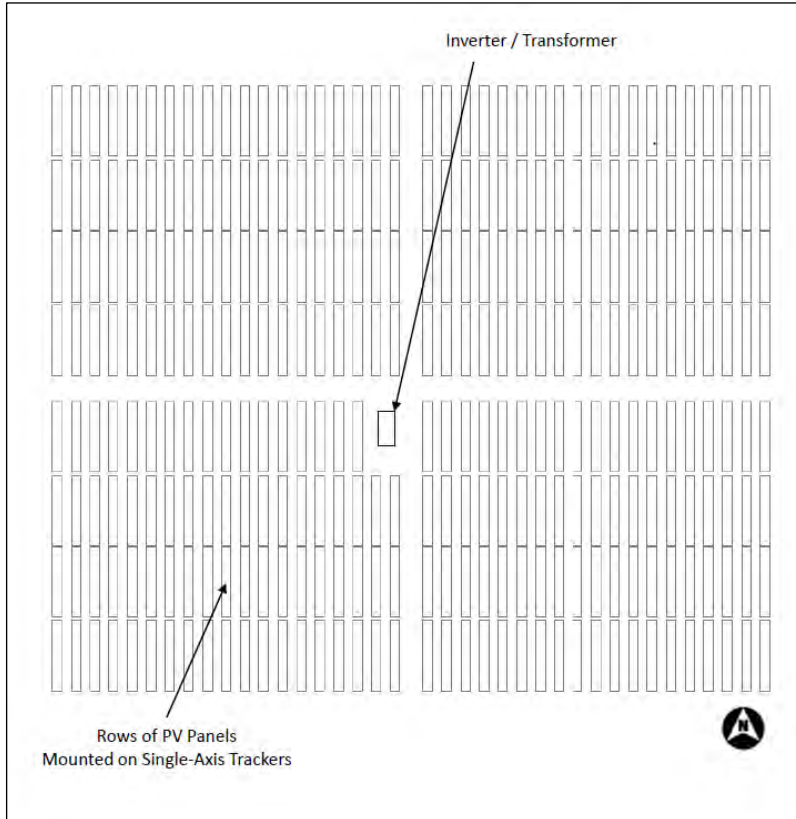 Inverter / Transformer
Rows of PV Panels
Mounted on Single-Axis Trackers
N